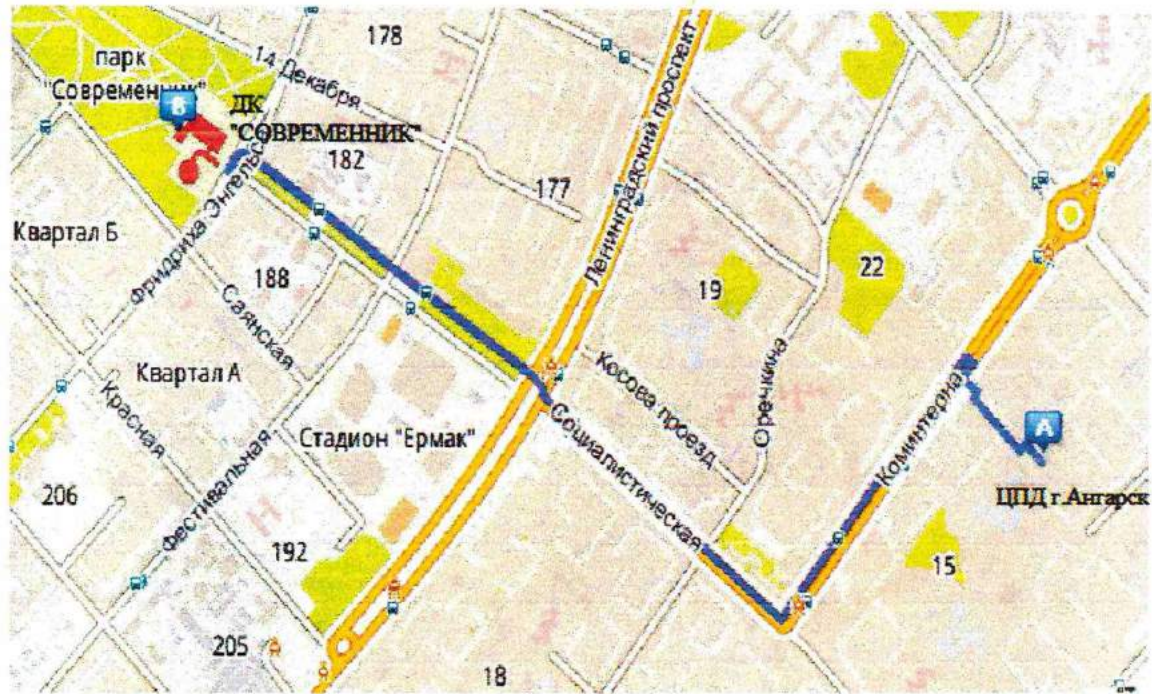 178
парк
"Современник"
14 Декабря
В
ДК
"СОВРЕМЕННИК"
182
177
Ленинградский проспект
Квартал Б
Фридриха Энгельса
188
Саянская
19
22
Квартал А
Красная
Косова проезд
Оречкина
Коминтерна
А
Стадион "Ермак"
Социалистическая
ЦПД г.Ангарск
206
Фестивальная
192
15
205
18